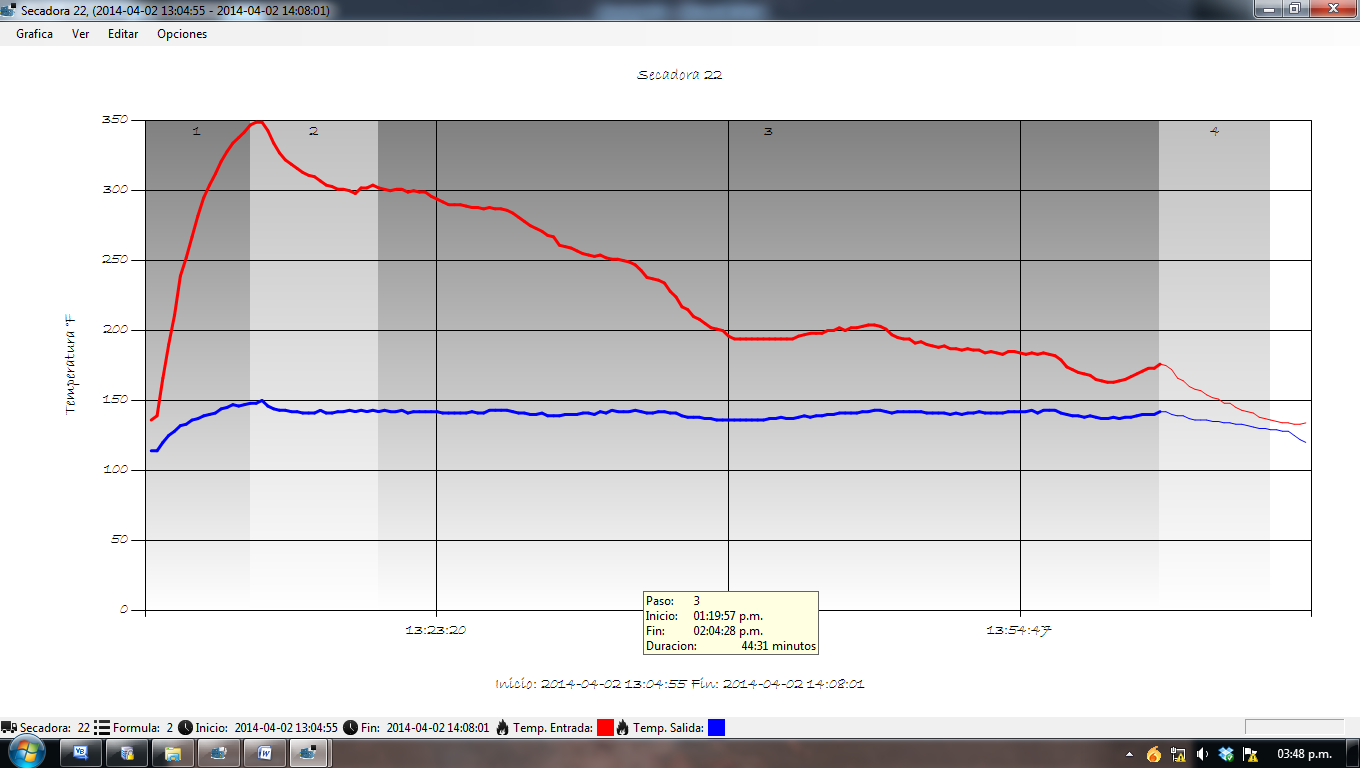 Secadora 22, (2014-04-02 13:04:55 - 2014-04-02 14:08:01)
Grafica Ver Editar Opciones
Secadora 22
350
300
250
200
150
100
50
0
Temperatura °F
1 2 3 4
13:23:20 13:54:47
Paso: 3
Inicio: 01:19:57 p.m.
Fin: 02:04:28 p.m.
Duracion: 44:31 minutos
Inicio: 2014-04-02 13:04:55 Fin: 2014-04-02 14:08:01
Secadora: 22 Formula: 2 Inicio: 2014-04-02 13:04:55 Fin: 2014-04-02 14:08:01 Temp. Entrada: Temp. Salida:
03:48 p.m.